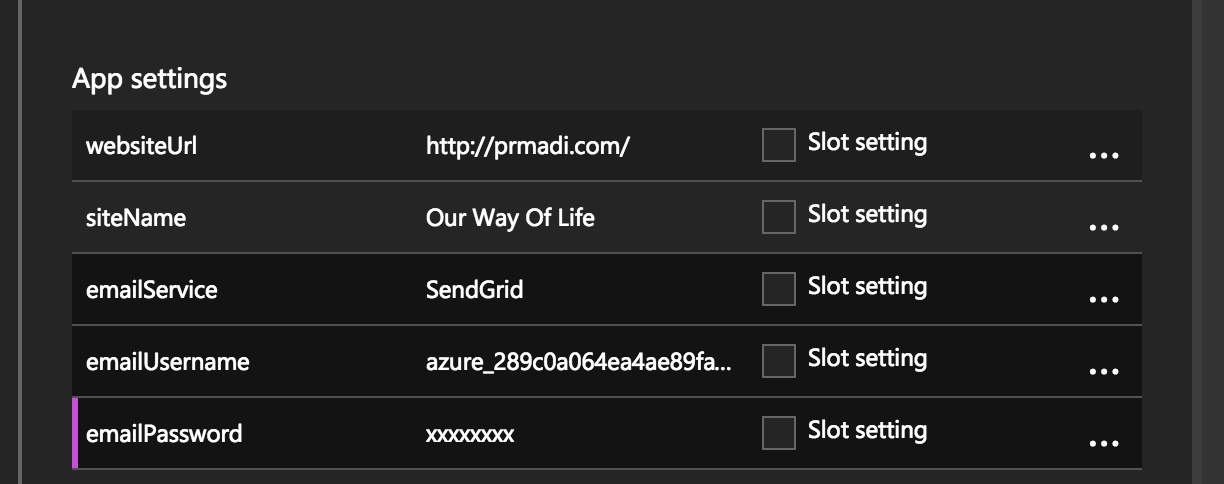 App settings
websiteUrl http://prmadi.com/ Slot setting ...
siteName Our Way Of Life Slot setting ...
emailService SendGrid Slot setting ...
emailUsername azure_289c0a064ea4ae89fa... Slot setting ...
emailPassword xxxxxxxx Slot setting ...